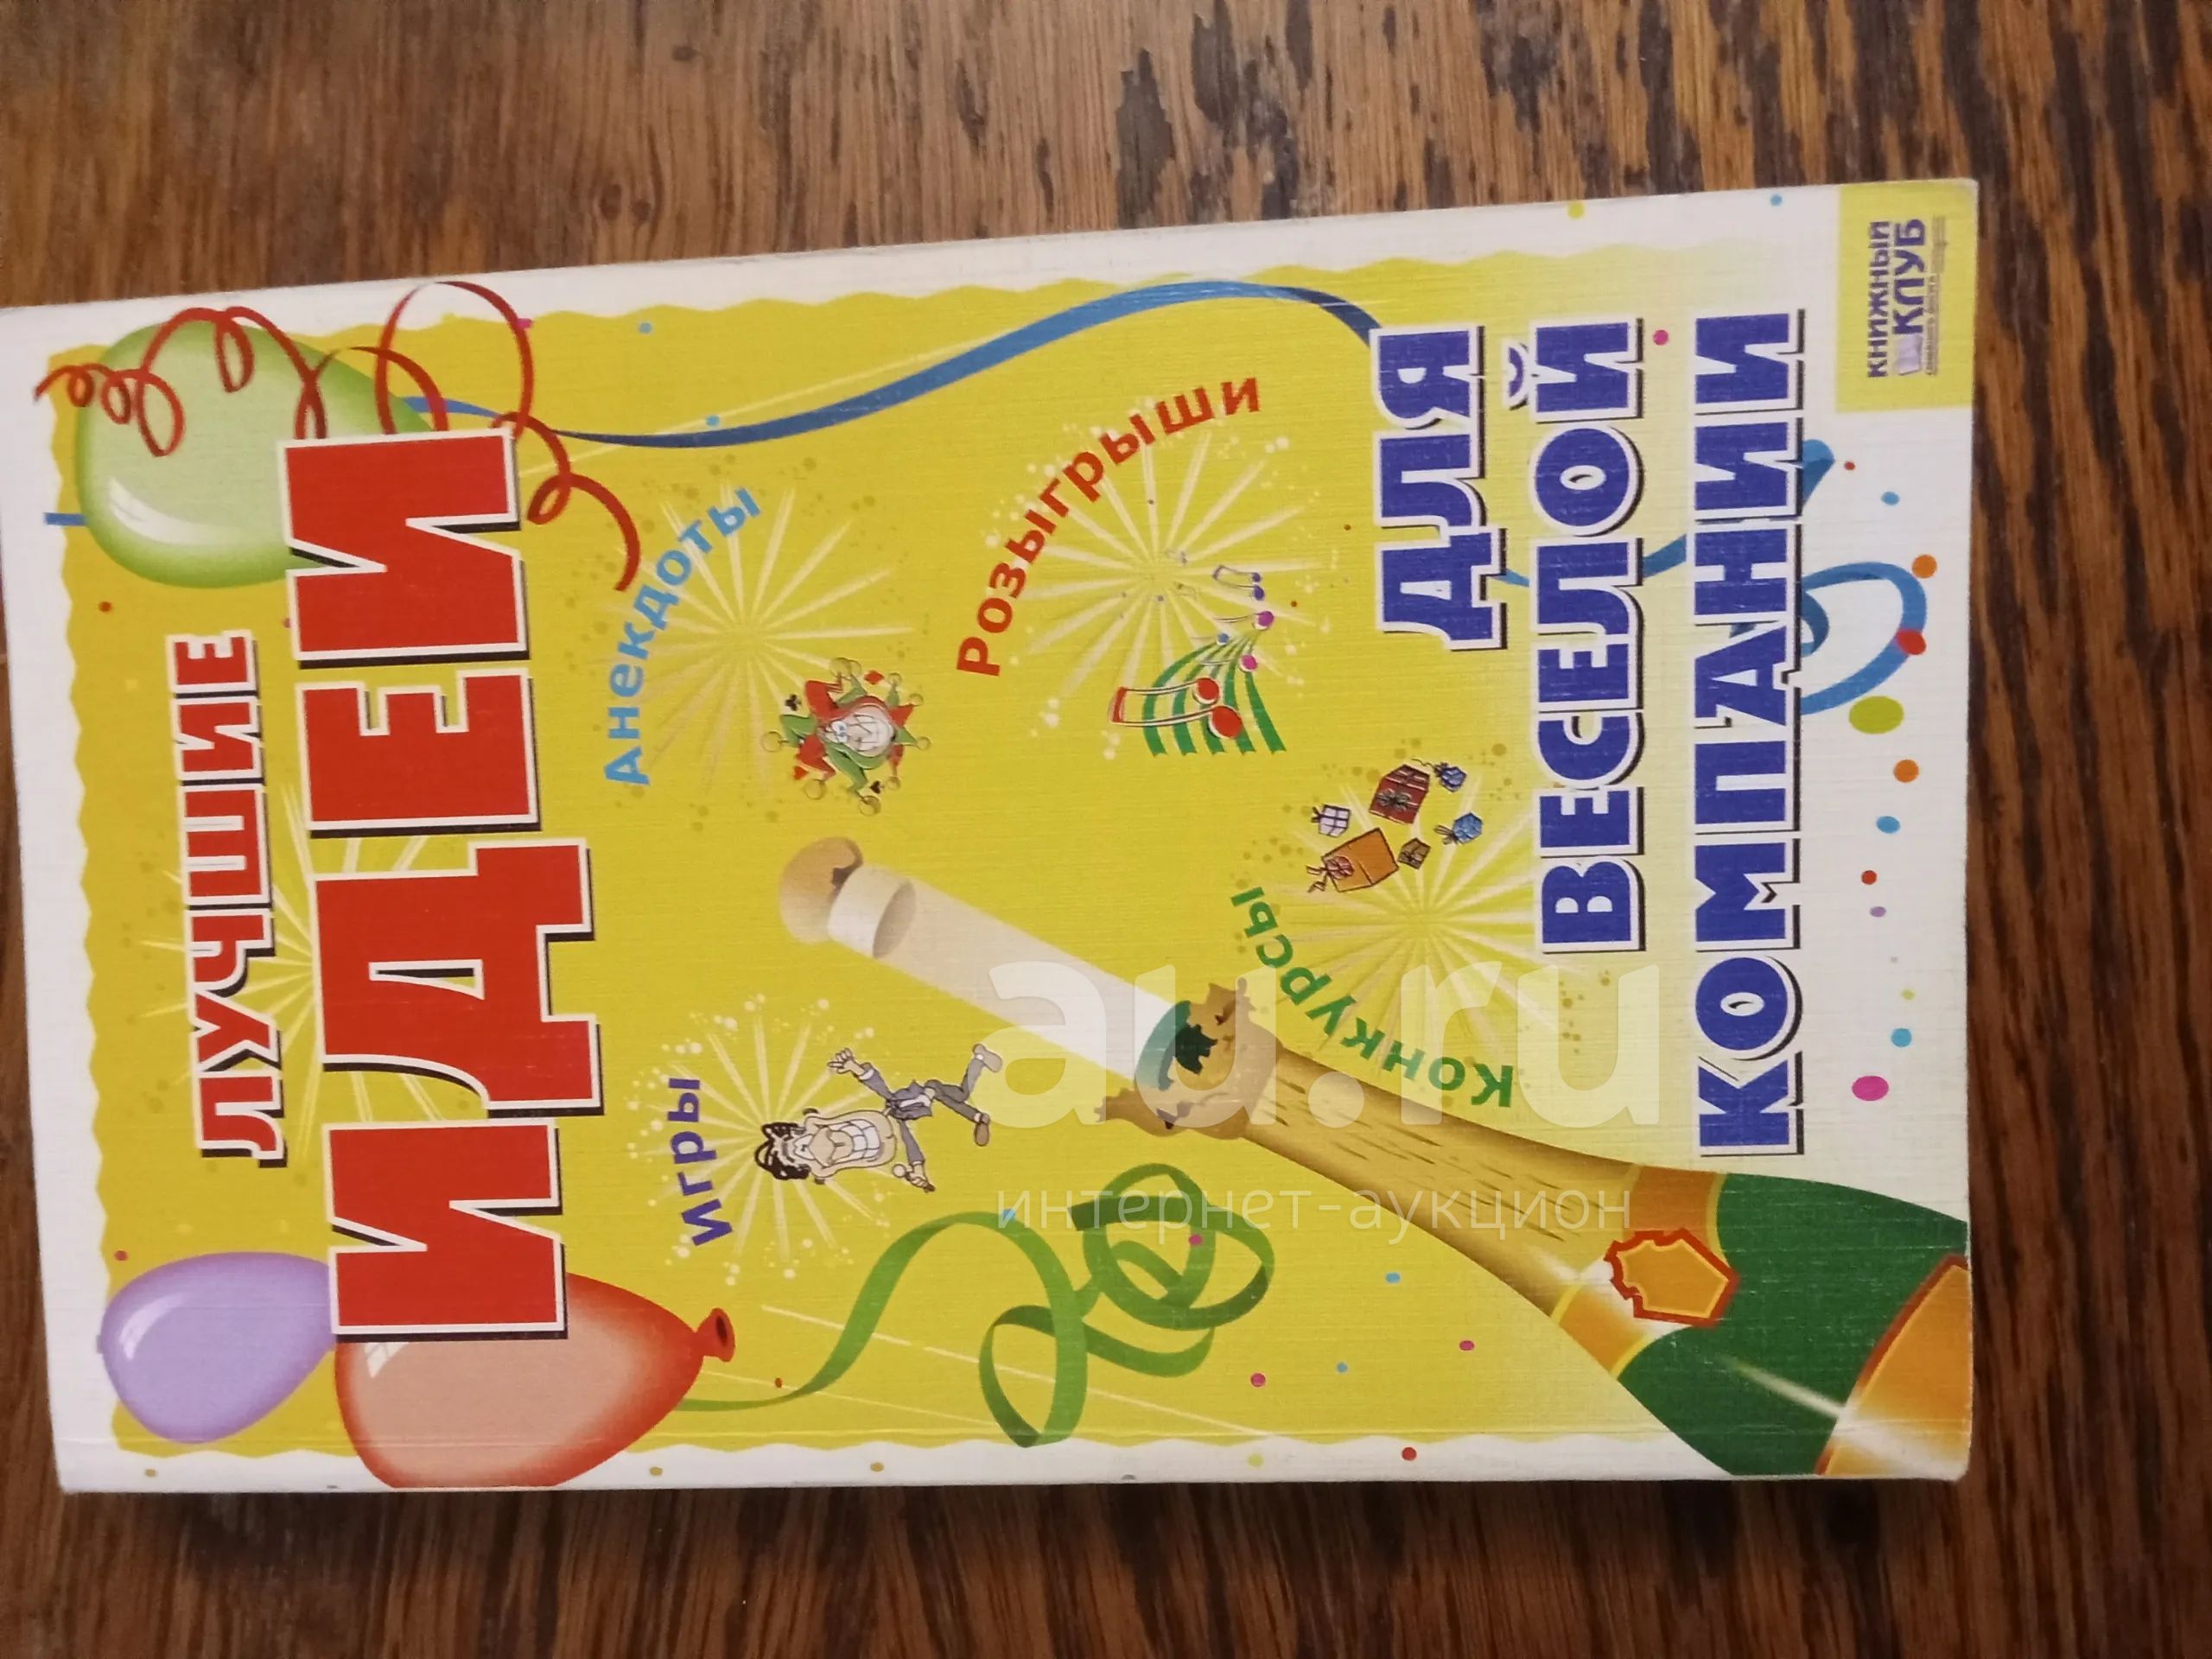 ЛУЧШИЕ
ИДЕИ
Анекдоты
Игры
Розыгрыши
Конкурсы
ДЛЯ
ВЕСЕЛОЙ
КОМПАНИИ
КНИЖНЫЙ
КЛУБ
au.ru
интернет-аукцион